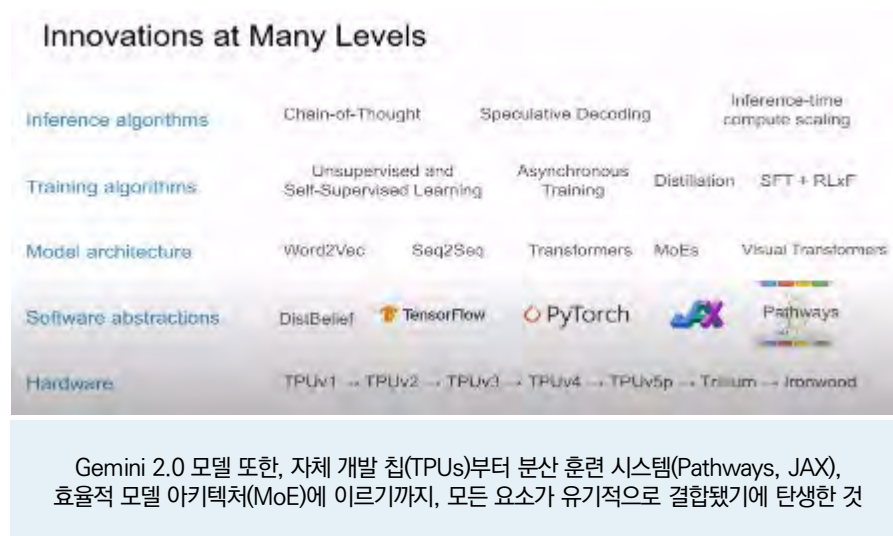 Innovations at Many Levels
Inference algorithms Chain-of-Thought Speculative Decoding Inference-time compute scaling
Training algorithms Unsupervised and Self-Supervised Learning Asynchronous Training Distillation SFT + RLxF
Model architecture Word2Vec Seq2Seq Transformers MoEs Visual Transformers
Software abstractions DistBelief TensorFlow PyTorch JAX Pathways
Hardware TPUv1 → TPUv2 → TPUv3 → TPUv4 → TPUv5p → Trillium → Ironwood
Gemini 2.0 모델 또한, 자체 개발 칩(TPUs)부터 분산 훈련 시스템(Pathways, JAX),
효율적 모델 아키텍처(MoE)에 이르기까지, 모든 요소가 유기적으로 결합됐기에 탄생한 것